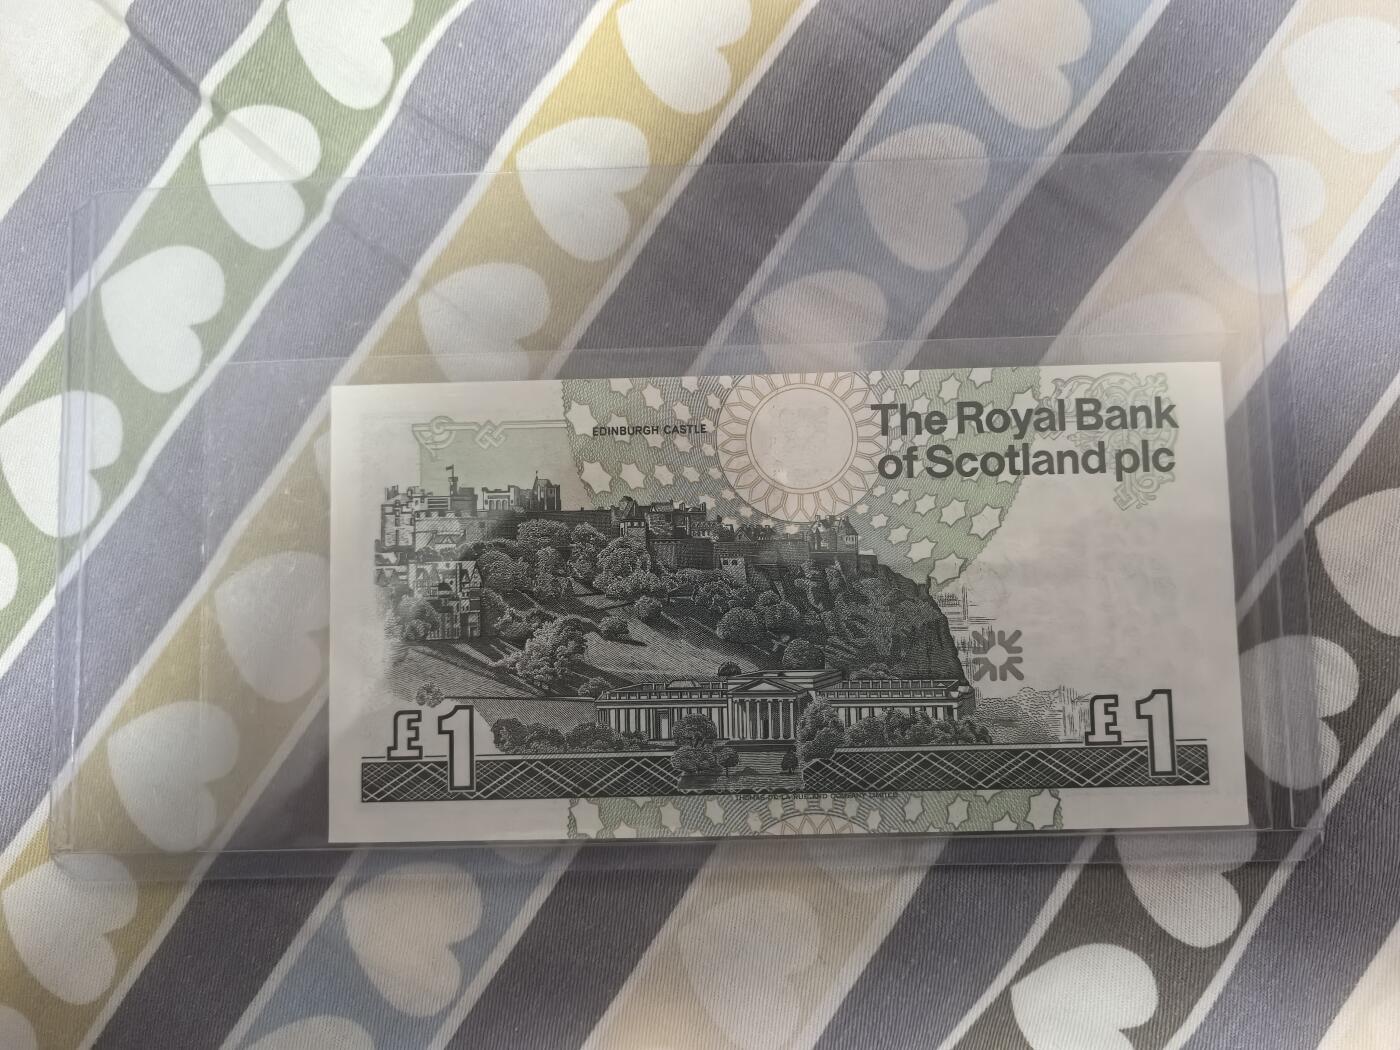 EDINBURGH CASTLE
The Royal Bank
of Scotland plc
£1
£1